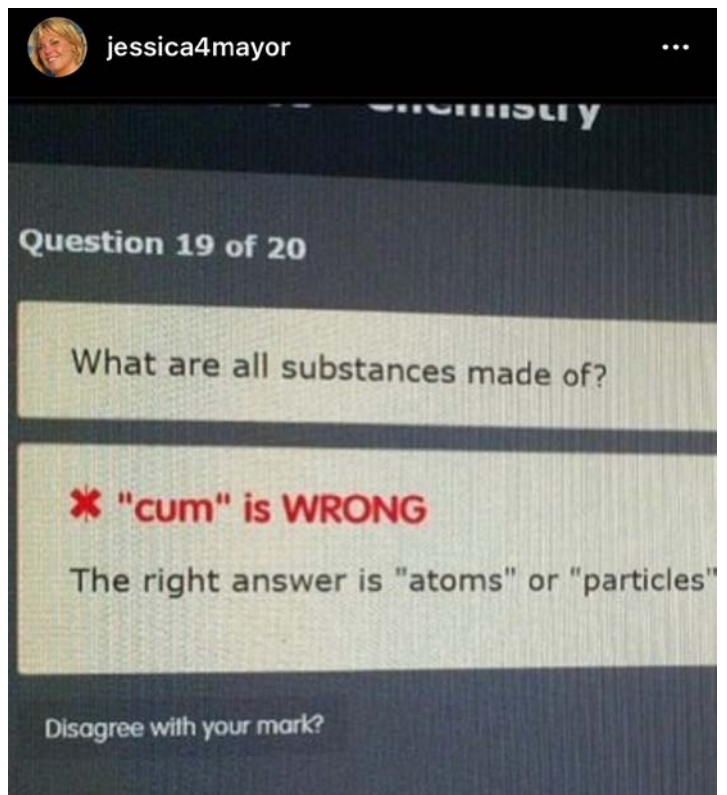 jessica4mayor
Chemistry
Question 19 of 20
What are all substances made of?
✖ "cum" is WRONG
The right answer is "atoms" or "particles"
Disagree with your mark?